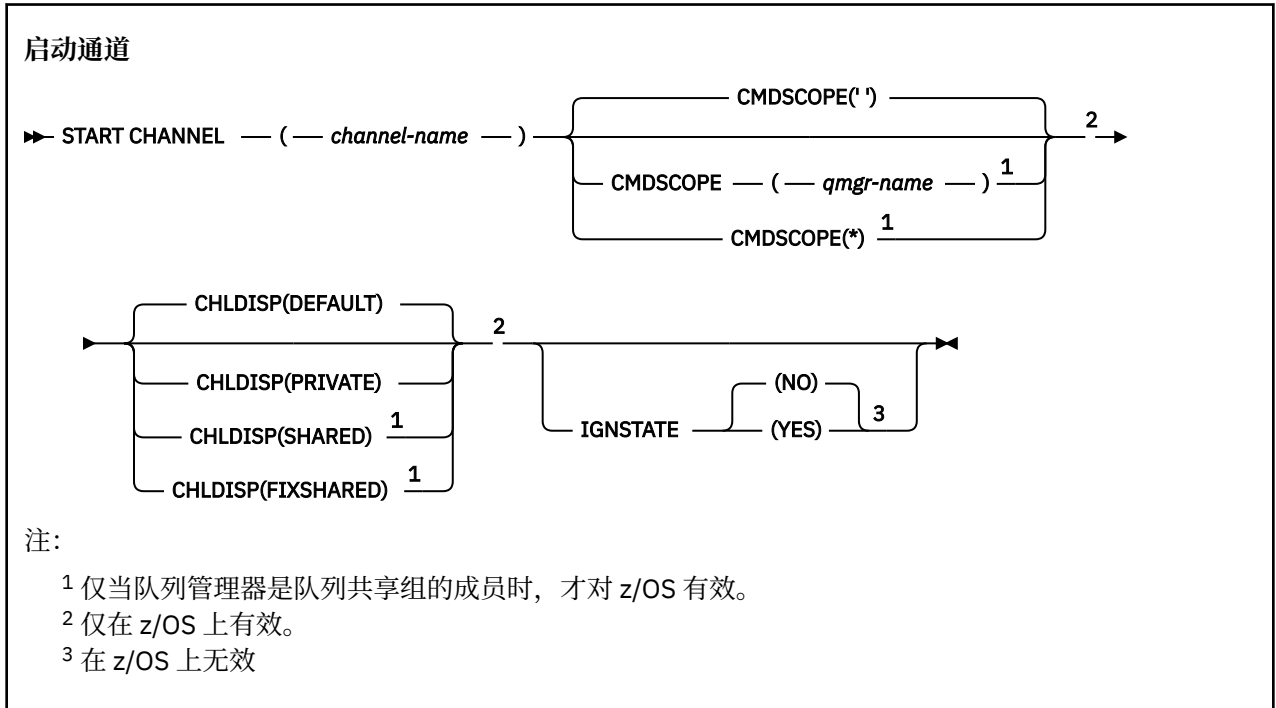 启动通道
CMDSCOPE(' ')
START CHANNEL ( channel-name ) 2
CMDSCOPE ( qmgr-name ) 1
CMDSCOPE(*) 1
CHLDISP(DEFAULT)
2
CHLDISP(PRIVATE)
CHLDISP(SHARED) 1
CHLDISP(FIXSHARED) 1
(NO)
IGNSTATE (YES) 3
注：
1 仅当队列管理器是队列共享组的成员时，才对 z/OS 有效。
2 仅在 z/OS 上有效。
3 在 z/OS 上无效